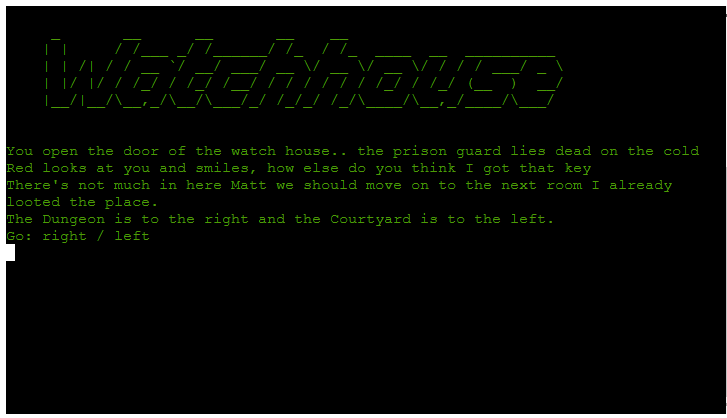 Watchhouse
You open the door of the watch house.. the prison guard lies dead on the cold
Red looks at you and smiles, how else do you think I got that key
There's not much in here Matt we should move on to the next room I already
looted the place.
The Dungeon is to the right and the Courtyard is to the left.
Go: right / left